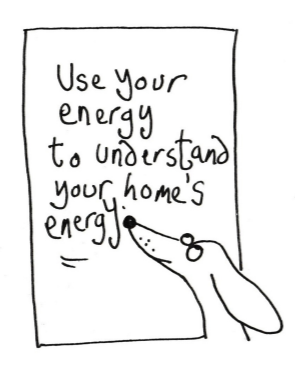 Use your
energy
to understand
your home's
energy.